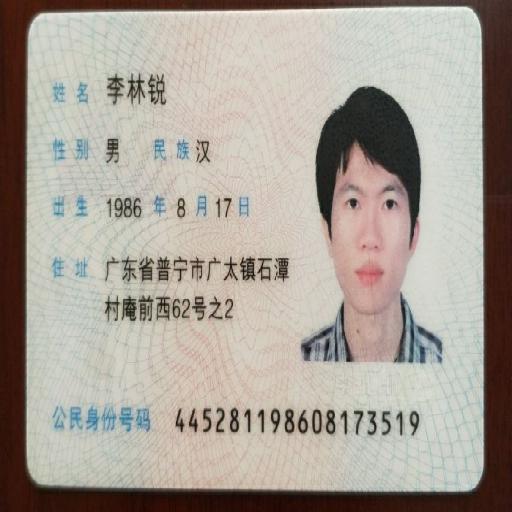 姓名 李林锐
性别 男 民族 汉
出生 1986 年 8 月 17 日
住址 广东省普宁市广太镇石潭
村庵前西62号之2
公民身份号码 445281198608173519